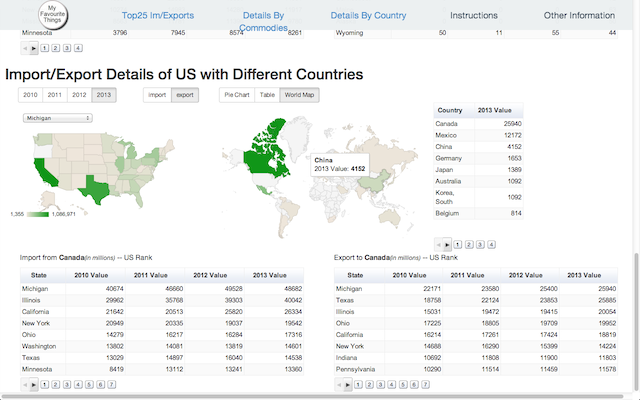 My Favourite Things
Top25 Im/Exports
Details By Commodies
Details By Country
Instructions
Other Information
Minnesota 3796 7945 8574 8261
Wyoming 50 11 55 44
1 2 3 4
Import/Export Details of US with Different Countries
2010 2011 2012 2013
import export
Pie Chart Table World Map
Michigan
1,355 1,086,971
China
2013 Value: 4152
Country 2013 Value
Canada 25940
Mexico 12172
China 4152
Germany 1653
Japan 1389
Australia 1092
Korea, South 1092
Belgium 814
1 2 3 4
Import from Canada(in millions) -- US Rank
State 2010 Value 2011 Value 2012 Value 2013 Value
Michigan 40674 46660 49528 48682
Illinois 29962 35768 39303 40042
California 21642 20513 25820 26334
New York 20949 20335 19037 19542
Ohio 14279 16217 16284 17316
Washington 13802 14081 13819 14601
Texas 13029 14897 16040 14538
Minnesota 8419 13112 13241 13360
1 2 3 4 5 6 7
Export to Canada(in millions) -- US Rank
State 2010 Value 2011 Value 2012 Value 2013 Value
Michigan 22171 23580 25400 25940
Texas 18758 22124 23853 25885
Illinois 15031 19472 19415 20054
Ohio 17225 18805 19709 19952
California 16214 17261 17424 18819
New York 14688 16290 15399 14224
Indiana 10692 11808 11900 11803
Pennsylvania 10290 11514 11459 11578
1 2 3 4 5 6 7